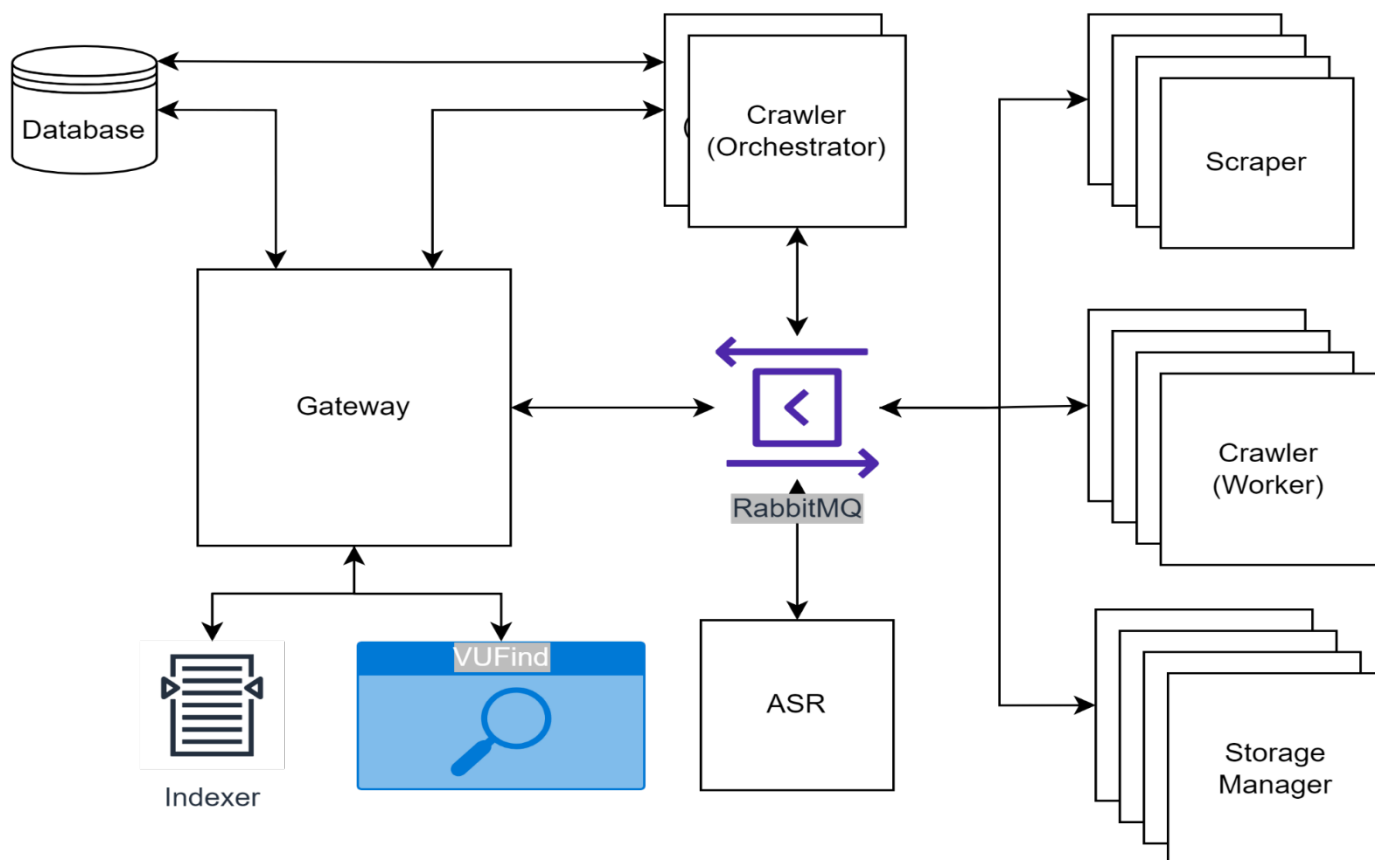 Database
Crawler
(Orchestrator)
Scraper
Gateway
RabbitMQ
Crawler
(Worker)
VUFind
ASR
Indexer
Storage
Manager